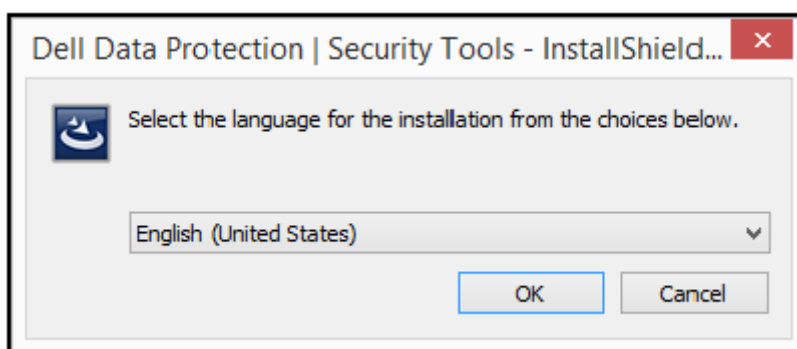 Dell Data Protection | Security Tools - InstallShield...
Select the language for the installation from the choices below.
English (United States)
OK Cancel